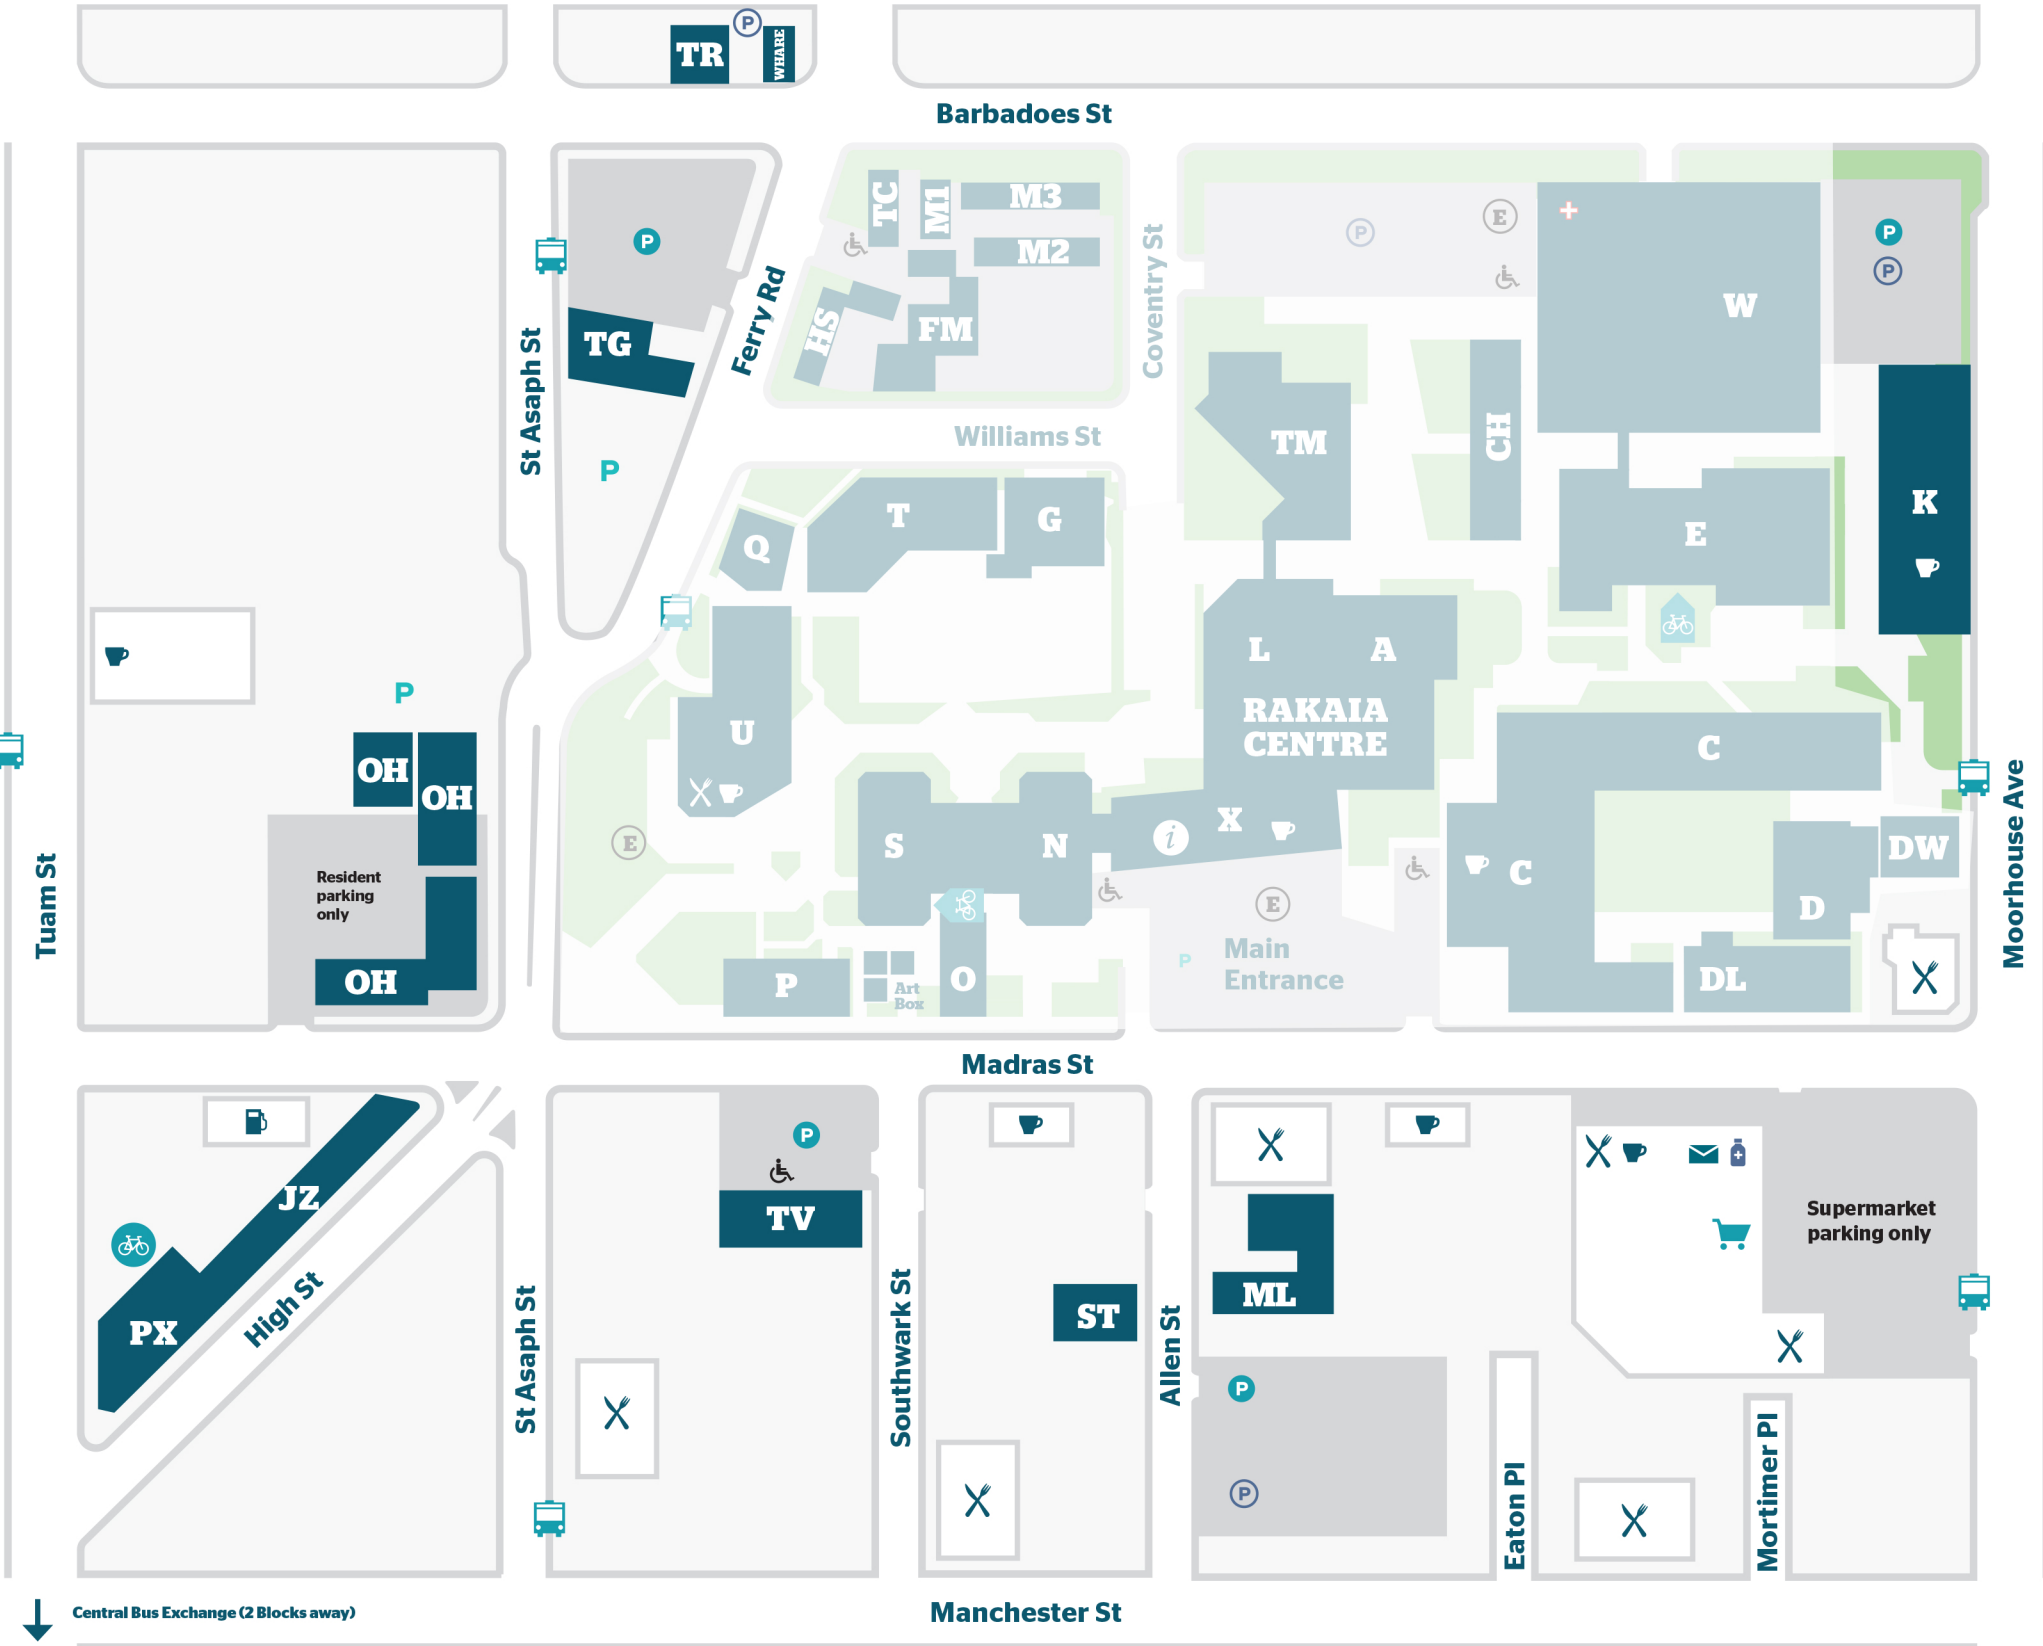 TR
P
WHARE
Barbadoes St
TC
M1
M3
M2
HS
FM
P
TG
P
St Asaph St
Ferry Rd
Coventry St
Williams St
P
E
W
P
P
TM
CH
K
E
Q
T
G
U
L
A
RAKAIA
CENTRE
C
P
OH
OH
OH
Resident
parking
only
Tuam St
E
S
N
i
X
E
C
DW
D
DL
Moorhouse Ave
P
Art
Box
O
P
Main
Entrance
Madras St
JZ
PX
High St
P
TV
St Asaph St
Southwark St
ST
Allen St
ML
P
P
Supermarket
parking only
Eaton Pl
Mortimer Pl
Central Bus Exchange (2 Blocks away)
Manchester St